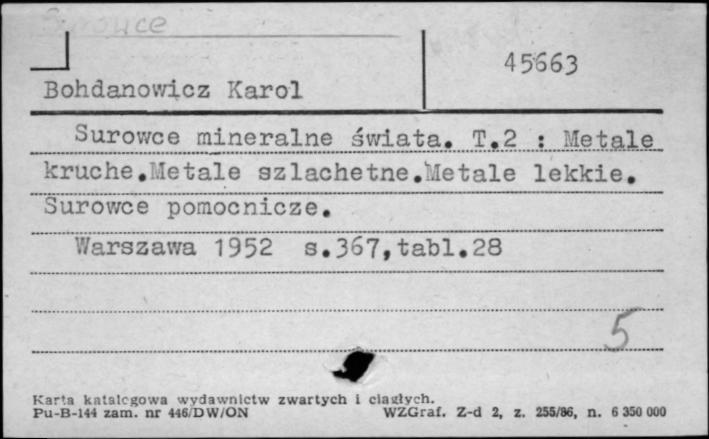 Surowce
45663
Bohdanowicz Karol
Surowce mineralne świata. T.2 : Metale
kruche.Metale szlachetne.Metale lekkie.
Surowce pomocnicze.
Warszawa 1952 s.367,tabl.28
5
Karta katalogowa wydawnictw zwartych i ciągłych.
Pu-B-144 zam. nr 446/DW/ON WZGraf. Z-d 2, z. 255/86, n. 6 350 000